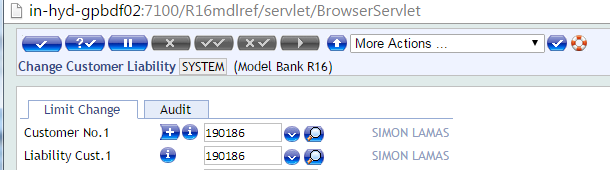 in-hyd-gpbdf02:7100/R16mdlref/servlet/BrowserServlet
More Actions ...
Change Customer Liability SYSTEM (Model Bank R16)
Limit Change Audit
Customer No.1 190186 SIMON LAMAS
Liability Cust.1 190186 SIMON LAMAS